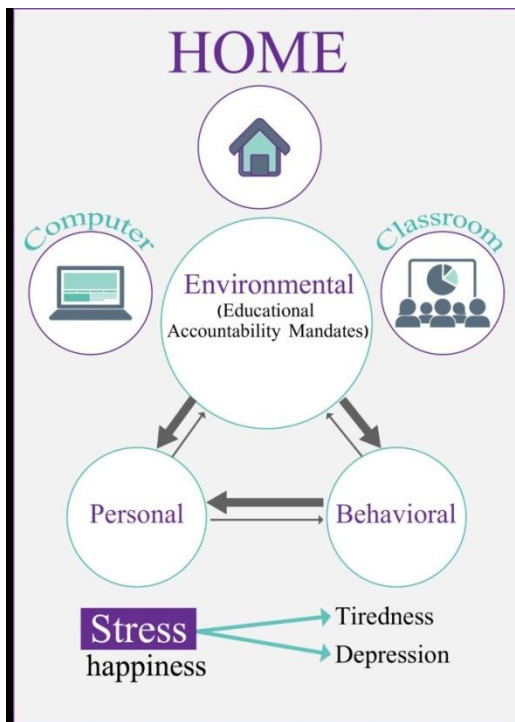 HOME
Computer
Classroom
Environmental
(Educational
Accountability Mandates)
Personal
Behavioral
Stress
happiness
Tiredness
Depression